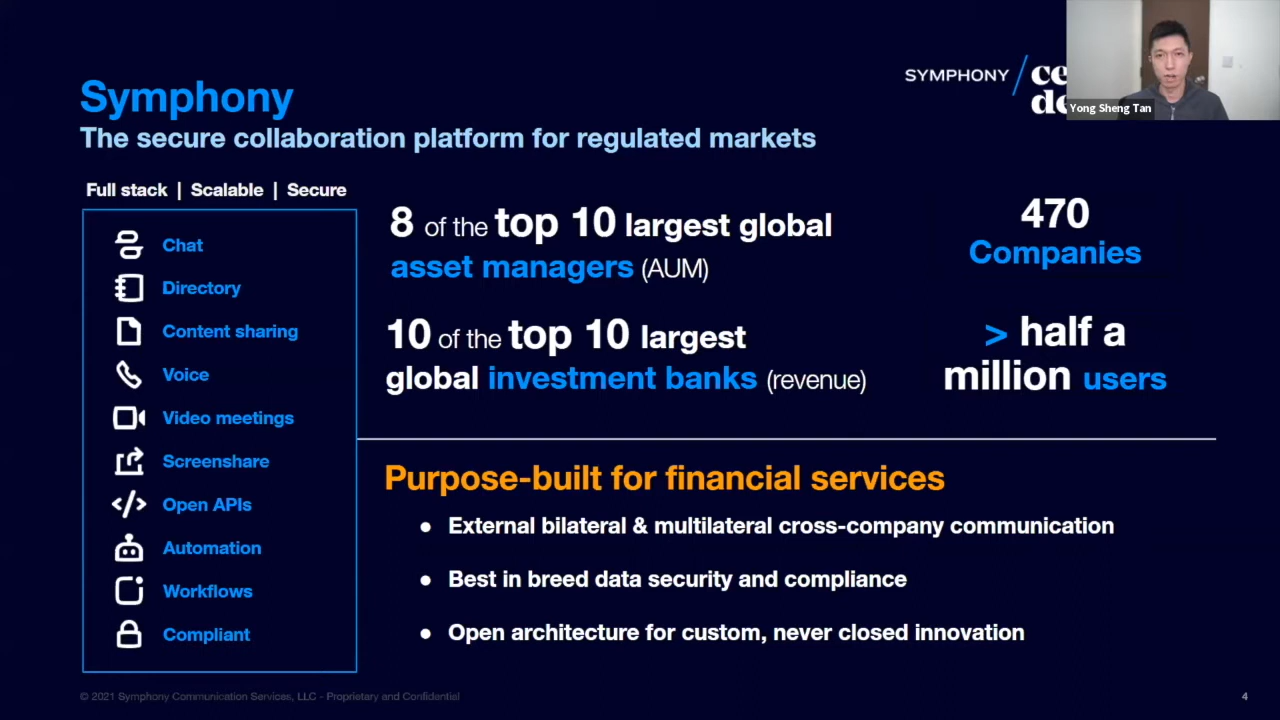 SYMPHONY
ce
de
Yong Sheng Tan
Symphony
The secure collaboration platform for regulated markets
Full stack | Scalable | Secure
Chat
Directory
Content sharing
Voice
Video meetings
Screenshare
Open APIs
Automation
Workflows
Compliant
8 of the top 10 largest global
asset managers (AUM)
10 of the top 10 largest
global investment banks (revenue)
470
Companies
> half a
million users
Purpose-built for financial services
● External bilateral & multilateral cross-company communication
● Best in breed data security and compliance
● Open architecture for custom, never closed innovation
© 2021 Symphony Communication Services, LLC - Proprietary and Confidential
4